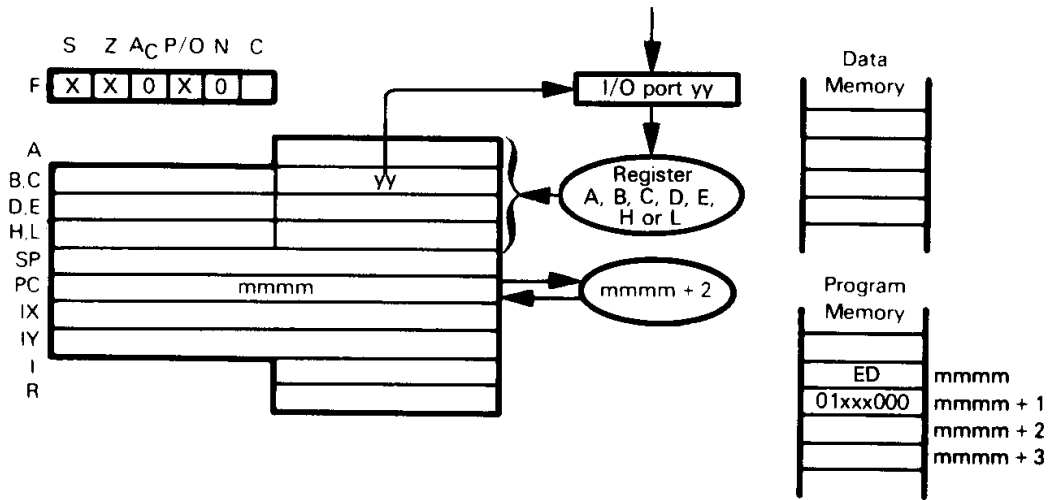 S Z AC P/O N C
F X X 0 X 0
I/O port yy
Data
Memory
A
B,C yy
D,E
H,L
SP
PC mmmm
IX
IY
I
R
Register
A, B, C, D, E,
H or L
mmmm + 2
Program
Memory
ED mmmm
01xxx000 mmmm + 1
mmmm + 2
mmmm + 3